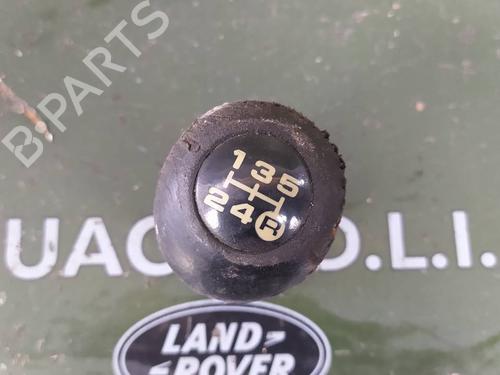 B-PARTS
1 3 5
2 4 R
UAC
D.L.I.
LAND
ROVER